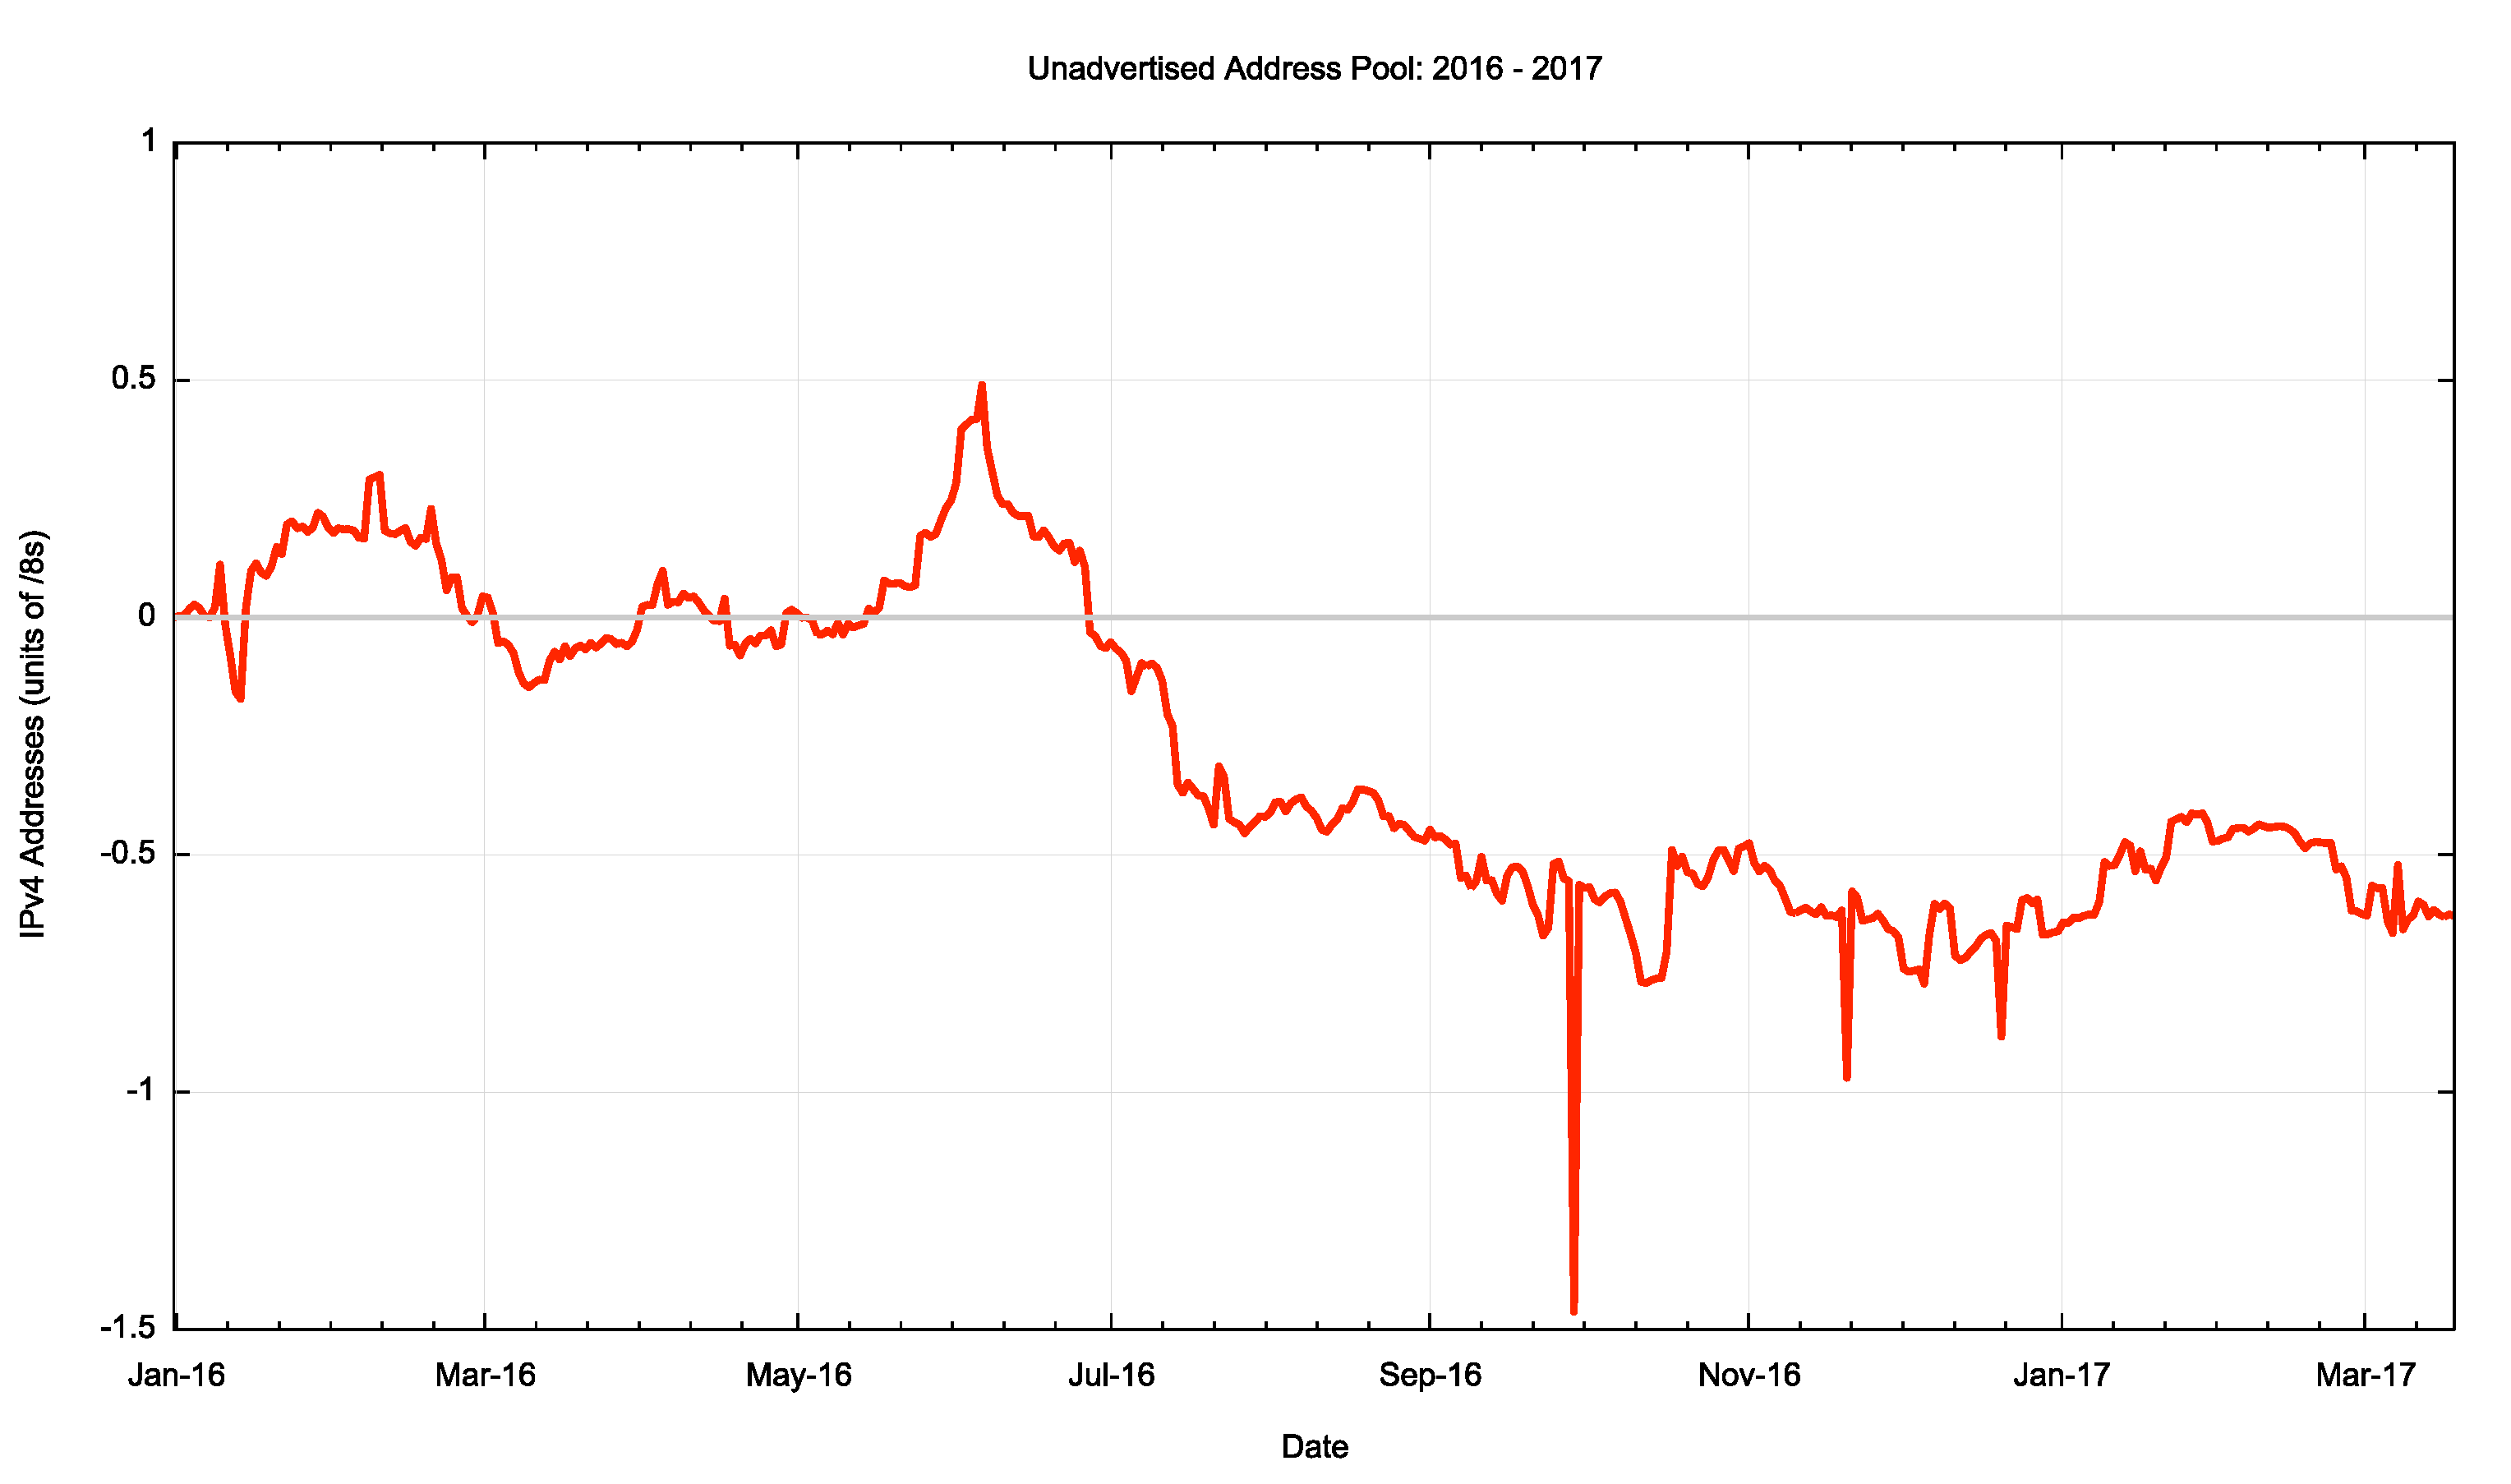 Unadvertised Address Pool: 2016 - 2017
1
0.5
0
-0.5
-1
-1.5
IPv4 Addresses (units of /8s)
Jan-16 Mar-16 May-16 Jul-16 Sep-16 Nov-16 Jan-17 Mar-17
Date